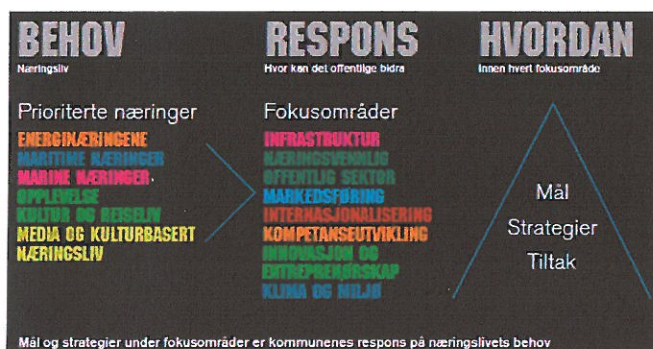 BEHOV
Næringsliv
Prioriterte næringer
ENERGINÆRINGENE
MARITIME NÆRINGER
MARINE NÆRINGER.
OPPLEVELSE
KULTUR OG REISELIV
MEDIA OG KULTURBASERT
NÆRINGSLIV
RESPONS
Hvor kan det offentlige bidra
Fokusområder
INFRASTRUKTUR
NÆRINGSVENNLIG
OFFENTLIG SEKTOR
MARKEDSFØRING
INTERNASJONALISERING
KOMPETANSEUTVIKLING
INNOVASJON OG
ENTREPRENØRSKAP
KLIMA OG MILJØ
HVORDAN
Innen hvert fokusområde
Mål
Strategier
Tiltak
Mål og strategier under fokusområder er kommunenes respons på næringslivets behov